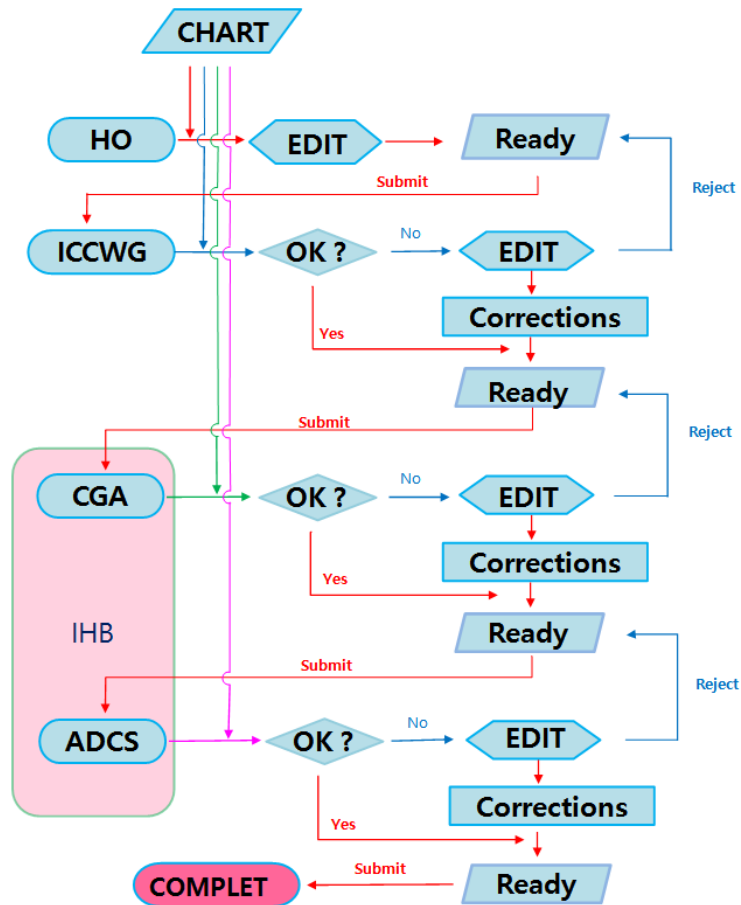 CHART
HO
EDIT
Ready
Submit
Reject
ICCWG
OK ?
No
EDIT
Yes
Corrections
Ready
Submit
Reject
CGA
OK ?
No
EDIT
Yes
Corrections
IHB
Ready
Submit
Reject
ADCS
OK ?
No
EDIT
Yes
Corrections
COMPLET
Submit
Ready